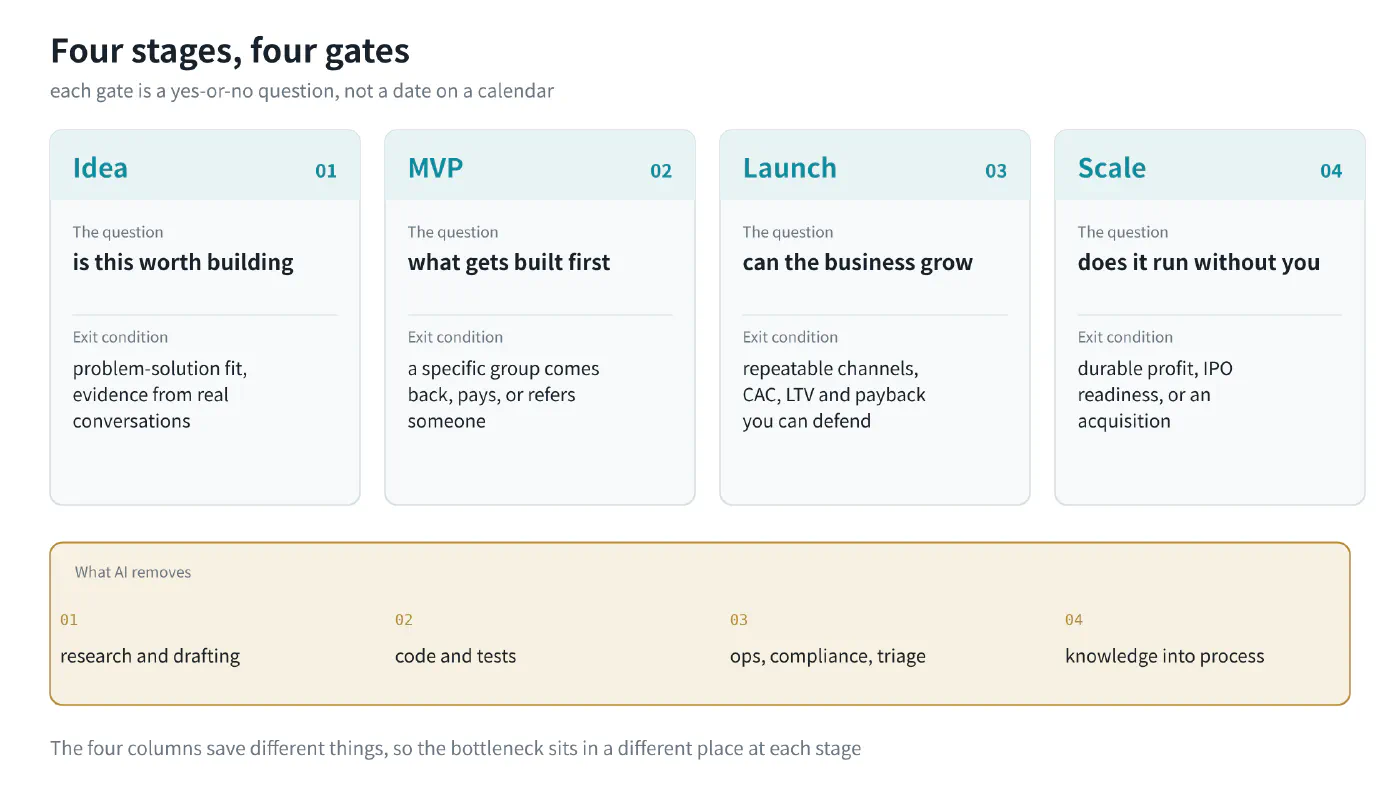 Four stages, four gates
each gate is a yes-or-no question, not a date on a calendar
Idea 01
The question
is this worth building
Exit condition
problem-solution fit,
evidence from real
conversations
MVP 02
The question
what gets built first
Exit condition
a specific group comes
back, pays, or refers
someone
Launch 03
The question
can the business grow
Exit condition
repeatable channels,
CAC, LTV and payback
you can defend
Scale 04
The question
does it run without you
Exit condition
durable profit, IPO
readiness, or an
acquisition
What AI removes
01
research and drafting
02
code and tests
03
ops, compliance, triage
04
knowledge into process
The four columns save different things, so the bottleneck sits in a different place at each stage